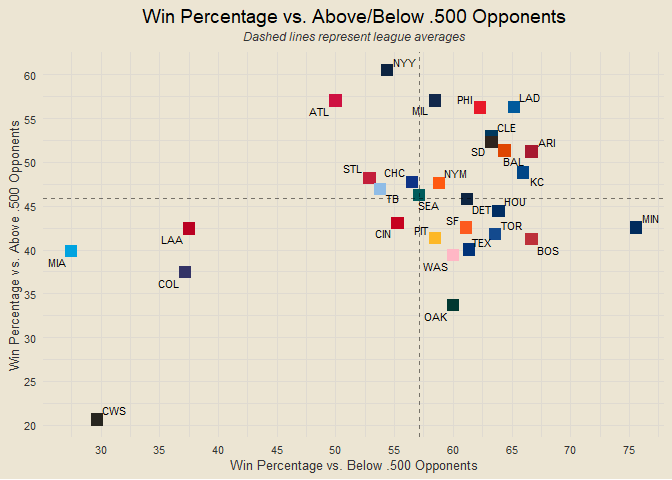 Win Percentage vs. Above/Below .500 Opponents
Dashed lines represent league averages
Win Percentage vs. Above .500 Opponents
60
55
50
45
40
35
30
25
20
NYY
ATL
MIL
PHI
LAD
CLE
SD
ARI
BAL
KC
STL
CHC
NYM
TB
SEA
DET
HOU
MIN
CIN
PIT
SF
TOR
TEX
BOS
WAS
LAA
MIA
COL
OAK
CWS
30 35 40 45 50 55 60 65 70 75
Win Percentage vs. Below .500 Opponents